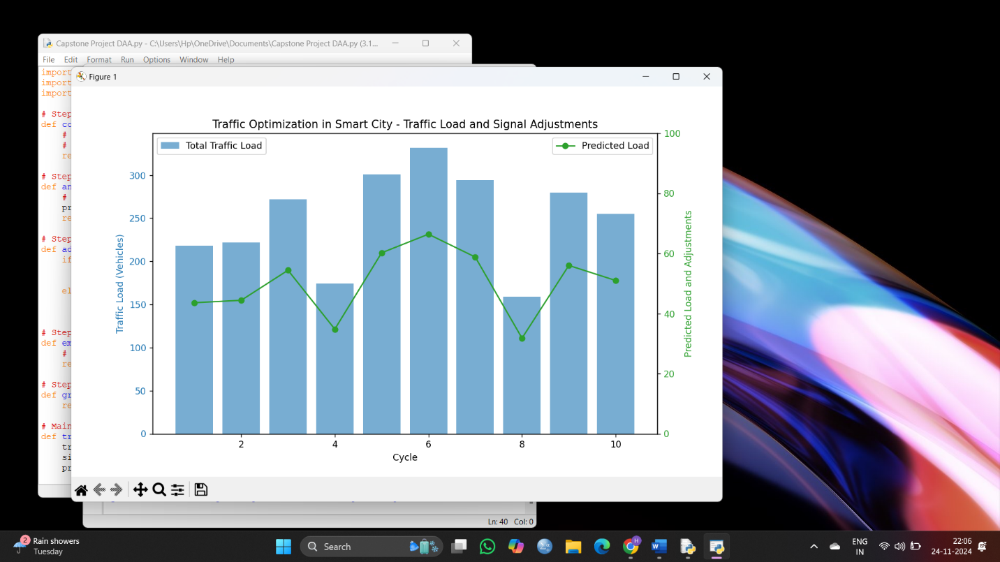 Capstone Project DAA.py - C:\Users\Hp\OneDrive\Documents\Capstone Project DAA.py (3.1...
File Edit Format Run Options Window Help
import
import
import
# Step
def co
#
#
re
# Step
def an
#
pr
re
# Step
def ad
if
el
# Step
def em
#
re
# Step
def gr
re
# Main
def tr
tr
si
pr
Figure 1
Traffic Optimization in Smart City - Traffic Load and Signal Adjustments
Total Traffic Load
Predicted Load
Traffic Load (Vehicles)
300
250
200
150
100
50
0
2 4 6 8 10
Cycle
100
80
60
40
20
0
Predicted Load and Adjustments
Ln: 40 Col: 0
2
Rain showers
Tuesday
Search
H
W
ENG
IN
22:06
24-11-2024